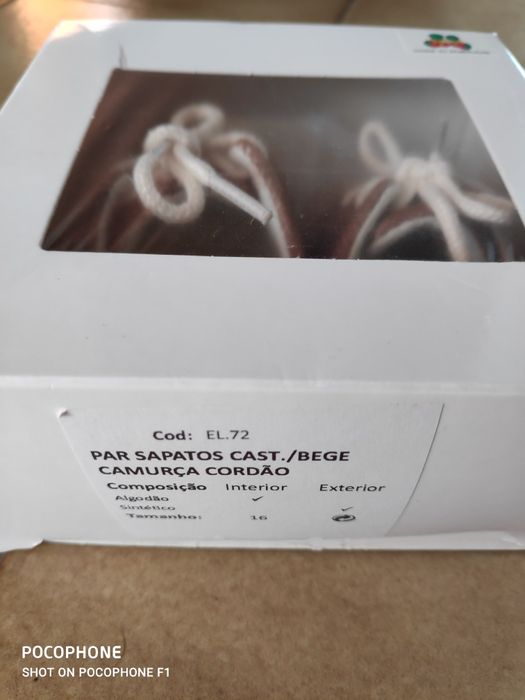 Cod: EL.72
PAR SAPATOS CAST./BEGE
CAMURÇA CORDÃO
Composição Interior Exterior
Algodão ✓
Sintético ✓
Tamanho: 16
POCOPHONE
SHOT ON POCOPHONE F1